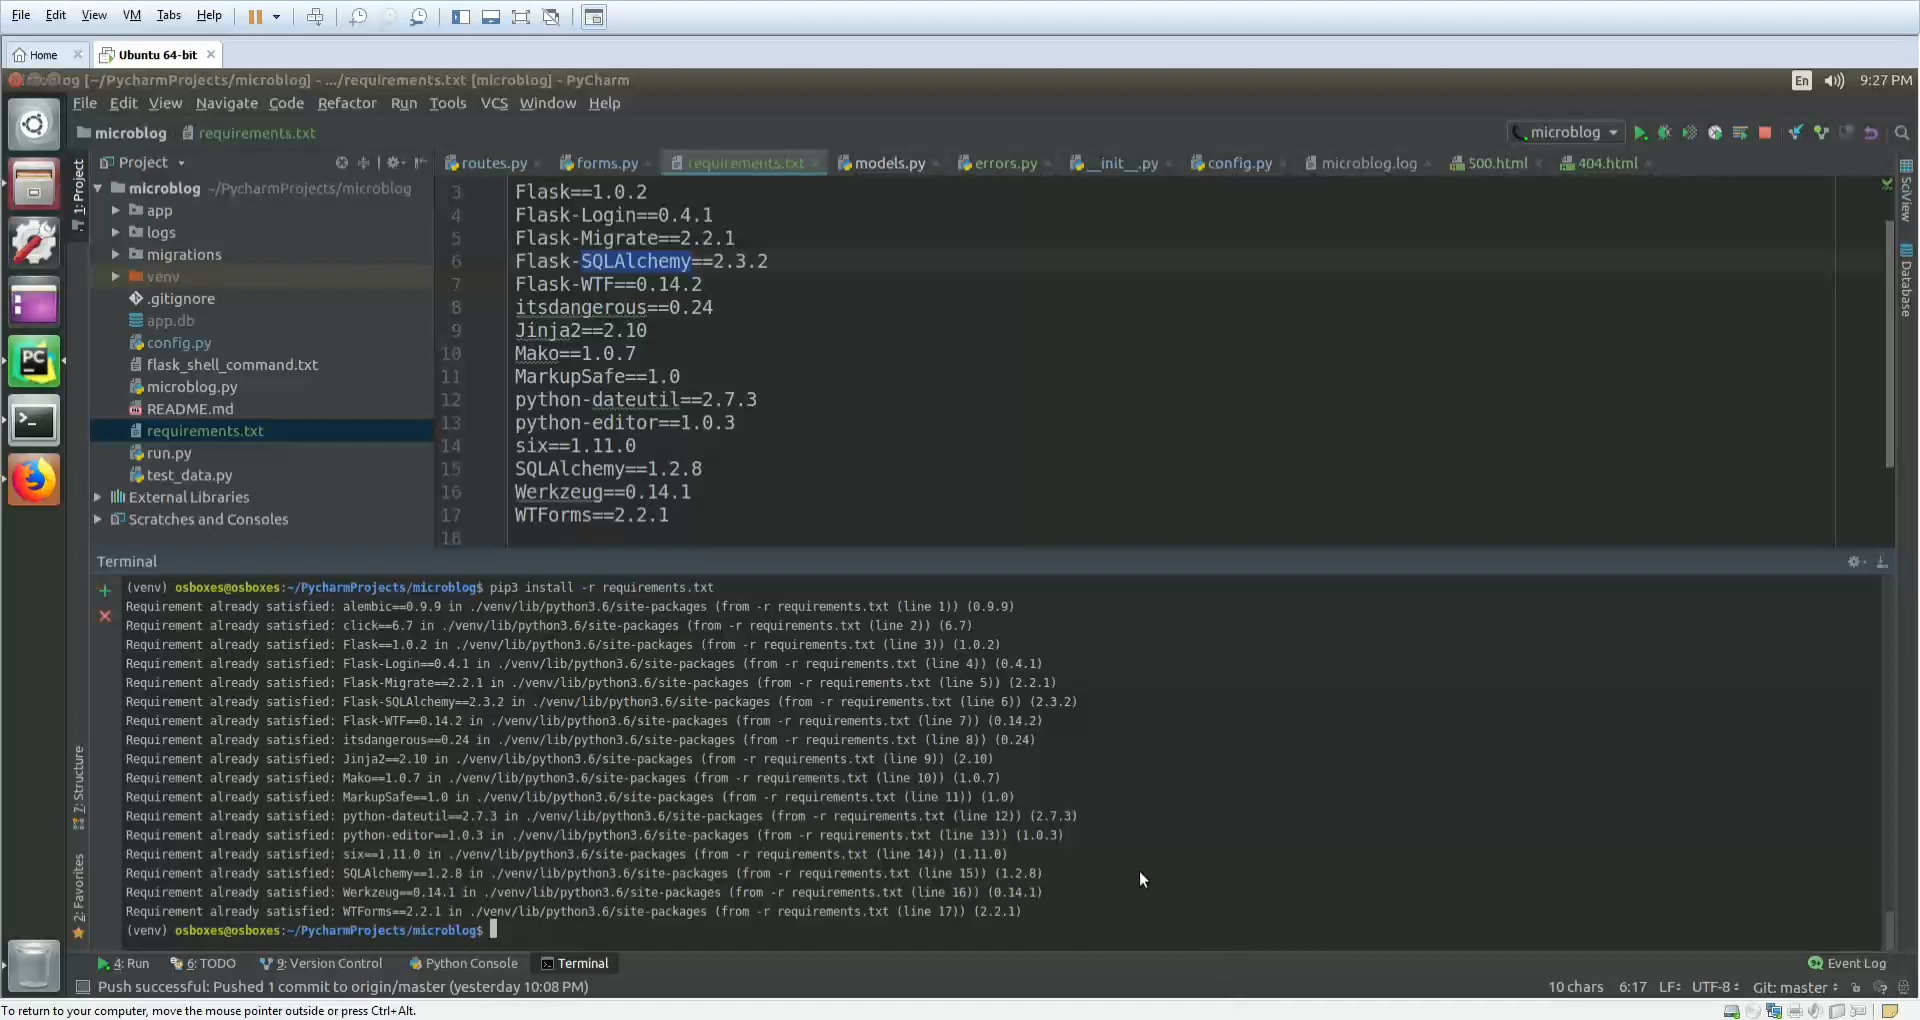 File Edit View VM Tabs Help
Home Ubuntu 64-bit
log [~/PycharmProjects/microblog] - .../requirements.txt [microblog] - PyCharm
En 9:27 PM
File Edit View Navigate Code Refactor Run Tools VCS Window Help
microblog requirements.txt
microblog
Project
routes.py forms.py requirements.txt models.py errors.py __init__.py config.py microblog.log 500.html 404.html
1: Project
7: Structure
2: Favorites
SciView
Database
microblog ~/PycharmProjects/microblog
app
logs
migrations
venv
.gitignore
app.db
config.py
flask_shell_command.txt
microblog.py
README.md
requirements.txt
run.py
test_data.py
External Libraries
Scratches and Consoles
3 Flask==1.0.2
4 Flask-Login==0.4.1
5 Flask-Migrate==2.2.1
6 Flask-SQLAlchemy==2.3.2
7 Flask-WTF==0.14.2
8 itsdangerous==0.24
9 Jinja2==2.10
10 Mako==1.0.7
11 MarkupSafe==1.0
12 python-dateutil==2.7.3
13 python-editor==1.0.3
14 six==1.11.0
15 SQLAlchemy==1.2.8
16 Werkzeug==0.14.1
17 WTForms==2.2.1
18
Terminal
(venv) osboxes@osboxes:~/PycharmProjects/microblog$ pip3 install -r requirements.txt
Requirement already satisfied: alembic==0.9.9 in ./venv/lib/python3.6/site-packages (from -r requirements.txt (line 1)) (0.9.9)
Requirement already satisfied: click==6.7 in ./venv/lib/python3.6/site-packages (from -r requirements.txt (line 2)) (6.7)
Requirement already satisfied: Flask==1.0.2 in ./venv/lib/python3.6/site-packages (from -r requirements.txt (line 3)) (1.0.2)
Requirement already satisfied: Flask-Login==0.4.1 in ./venv/lib/python3.6/site-packages (from -r requirements.txt (line 4)) (0.4.1)
Requirement already satisfied: Flask-Migrate==2.2.1 in ./venv/lib/python3.6/site-packages (from -r requirements.txt (line 5)) (2.2.1)
Requirement already satisfied: Flask-SQLAlchemy==2.3.2 in ./venv/lib/python3.6/site-packages (from -r requirements.txt (line 6)) (2.3.2)
Requirement already satisfied: Flask-WTF==0.14.2 in ./venv/lib/python3.6/site-packages (from -r requirements.txt (line 7)) (0.14.2)
Requirement already satisfied: itsdangerous==0.24 in ./venv/lib/python3.6/site-packages (from -r requirements.txt (line 8)) (0.24)
Requirement already satisfied: Jinja2==2.10 in ./venv/lib/python3.6/site-packages (from -r requirements.txt (line 9)) (2.10)
Requirement already satisfied: Mako==1.0.7 in ./venv/lib/python3.6/site-packages (from -r requirements.txt (line 10)) (1.0.7)
Requirement already satisfied: MarkupSafe==1.0 in ./venv/lib/python3.6/site-packages (from -r requirements.txt (line 11)) (1.0)
Requirement already satisfied: python-dateutil==2.7.3 in ./venv/lib/python3.6/site-packages (from -r requirements.txt (line 12)) (2.7.3)
Requirement already satisfied: python-editor==1.0.3 in ./venv/lib/python3.6/site-packages (from -r requirements.txt (line 13)) (1.0.3)
Requirement already satisfied: six==1.11.0 in ./venv/lib/python3.6/site-packages (from -r requirements.txt (line 14)) (1.11.0)
Requirement already satisfied: SQLAlchemy==1.2.8 in ./venv/lib/python3.6/site-packages (from -r requirements.txt (line 15)) (1.2.8)
Requirement already satisfied: Werkzeug==0.14.1 in ./venv/lib/python3.6/site-packages (from -r requirements.txt (line 16)) (0.14.1)
Requirement already satisfied: WTForms==2.2.1 in ./venv/lib/python3.6/site-packages (from -r requirements.txt (line 17)) (2.2.1)
(venv) osboxes@osboxes:~/PycharmProjects/microblog$
4: Run 6: TODO 9: Version Control Python Console Terminal Event Log
Push successful: Pushed 1 commit to origin/master (yesterday 10:08 PM) 10 chars 6:17 LF UTF-8 Git: master
To return to your computer, move the mouse pointer outside or press Ctrl+Alt.